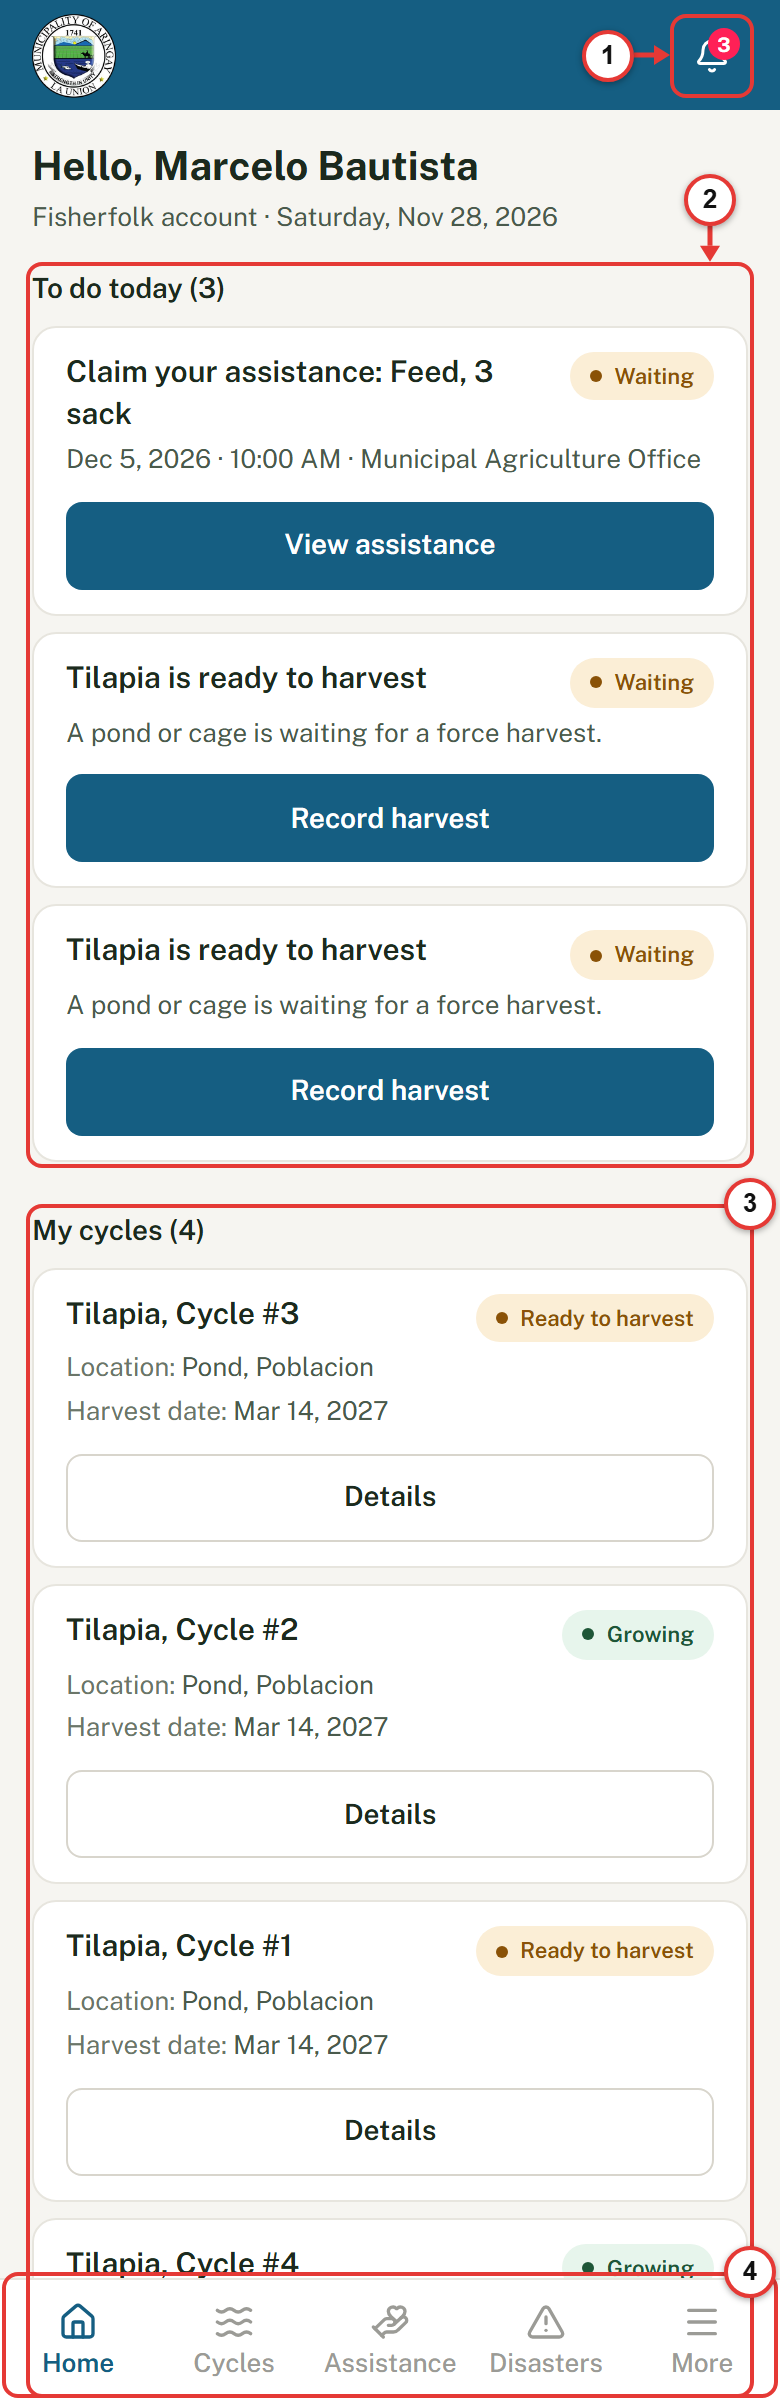 MUNICIPALITY OF ARINGAY
1741
LA UNION
1
3
Hello, Marcelo Bautista
Fisherfolk account · Saturday, Nov 28, 2026
2
To do today (3)
Claim your assistance: Feed, 3
sack
Waiting
Dec 5, 2026 · 10:00 AM · Municipal Agriculture Office
View assistance
Tilapia is ready to harvest
Waiting
A pond or cage is waiting for a force harvest.
Record harvest
Tilapia is ready to harvest
Waiting
A pond or cage is waiting for a force harvest.
Record harvest
3
My cycles (4)
Tilapia, Cycle #3
Ready to harvest
Location: Pond, Poblacion
Harvest date: Mar 14, 2027
Details
Tilapia, Cycle #2
Growing
Location: Pond, Poblacion
Harvest date: Mar 14, 2027
Details
Tilapia, Cycle #1
Ready to harvest
Location: Pond, Poblacion
Harvest date: Mar 14, 2027
Details
Tilapia, Cycle #4
Growing
4
Home
Cycles
Assistance
Disasters
More